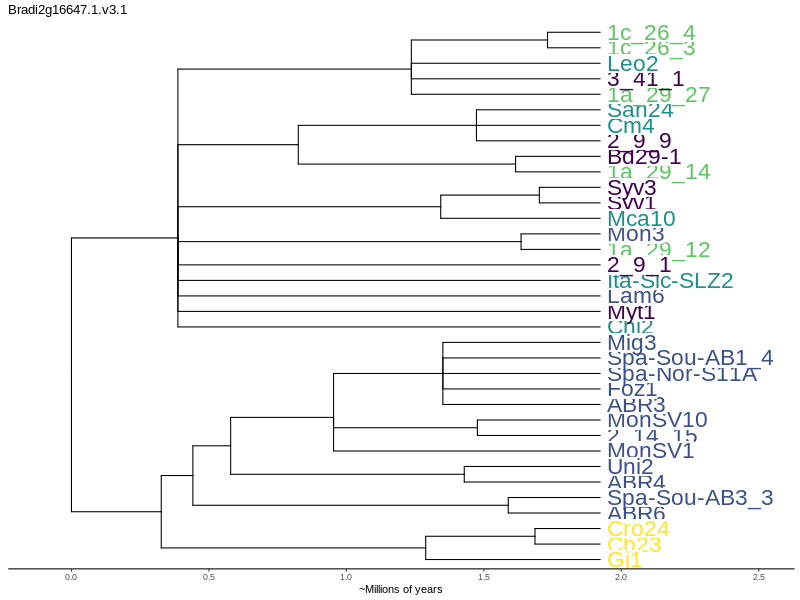 Bradi2g16647.1.v3.1
1c_26_4
1c_26_3
Leo2
3_41_1
1a_29_27
San24
Cm4
2_9_9
Bd29-1
1a_29_14
Syv3
Syv1
Mca10
Mon3
1a_29_12
2_9_1
Ita-Sic-SLZ2
Lam6
Myt1
Chi2
Mig3
Spa-Sou-AB1_4
Spa-Nor-S11A
Foz1
ABR3
MonSV10
2_14_15
MonSV1
Uni2
ABR4
Spa-Sou-AB3_3
ABR6
Cro24
Cb23
Gj1
0.0 0.5 1.0 1.5 2.0 2.5
~Millions of years